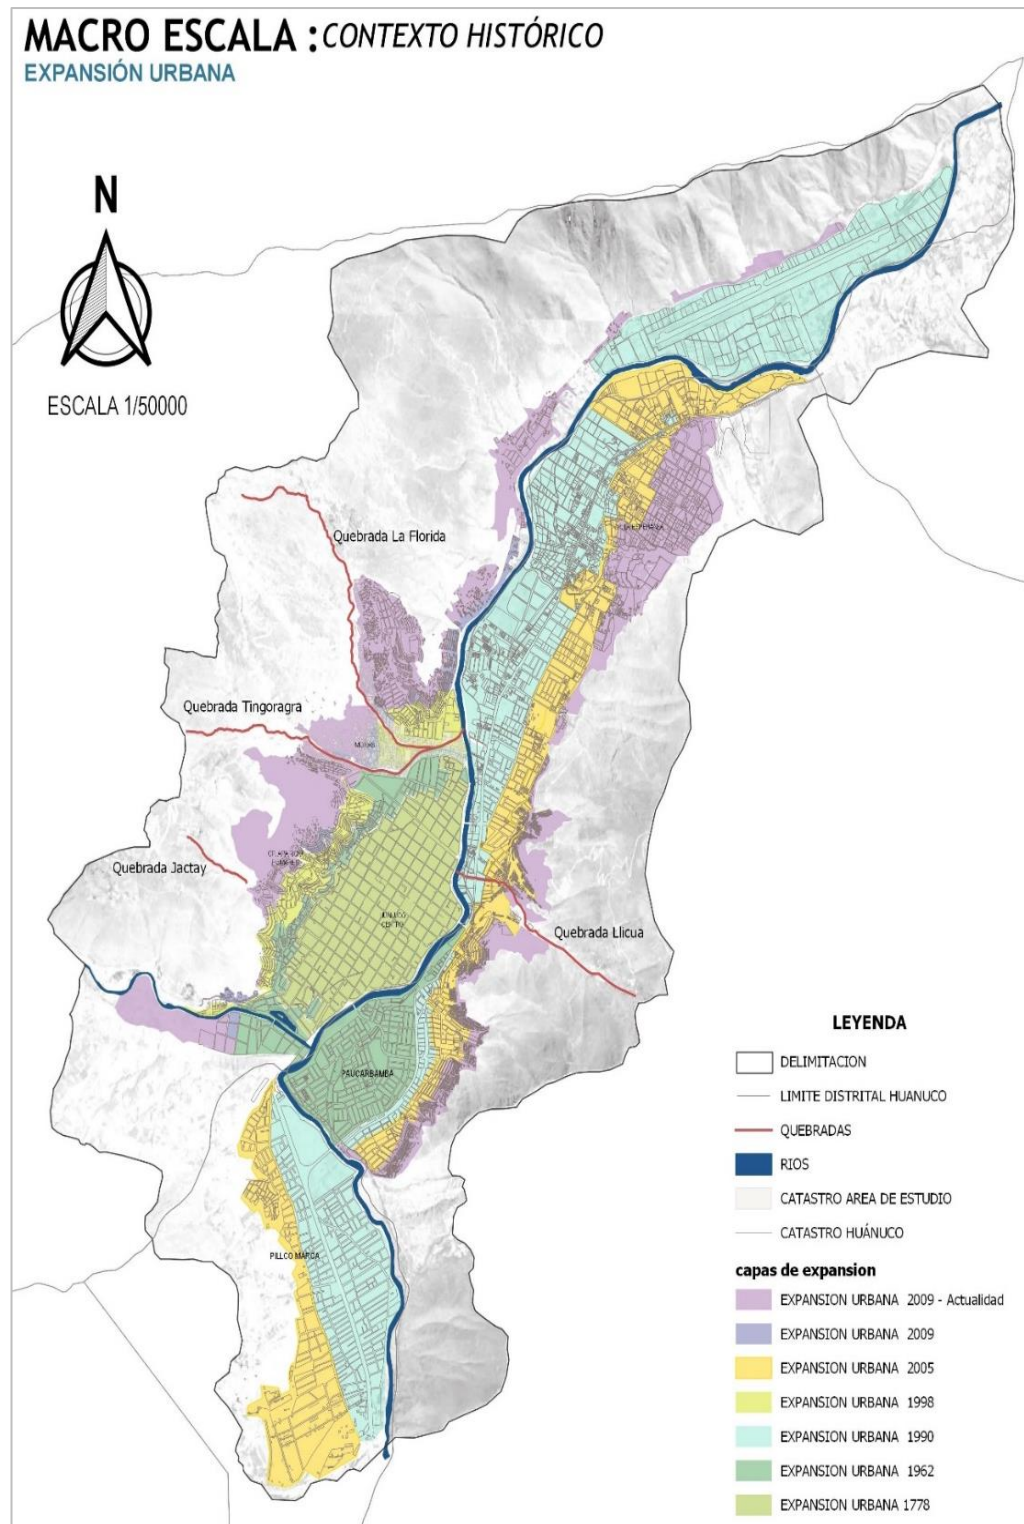 MACRO ESCALA : CONTEXTO HISTÓRICO
EXPANSIÓN URBANA
N
ESCALA 1/50000
Quebrada La Florida
Quebrada Tingoragra
Quebrada Jactay
Quebrada Llicua
PAUCARBAMBA
PILLCO MARCA
LEYENDA
DELIMITACION
LIMITE DISTRITAL HUANUCO
QUEBRADAS
RIOS
CATASTRO AREA DE ESTUDIO
CATASTRO HUÁNUCO
capas de expansion
EXPANSION URBANA 2009 - Actualidad
EXPANSION URBANA 2009
EXPANSION URBANA 2005
EXPANSION URBANA 1998
EXPANSION URBANA 1990
EXPANSION URBANA 1962
EXPANSION URBANA 1778